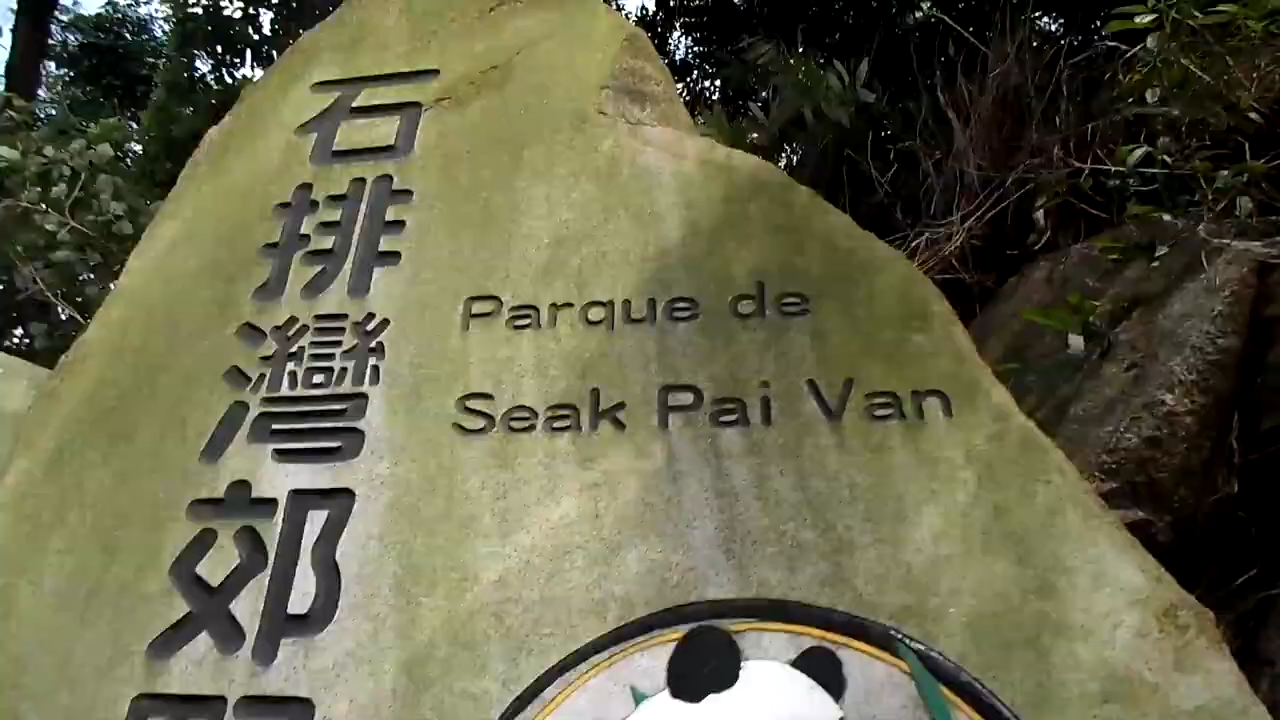 石排灣郊
Parque de
Seak Pai Van